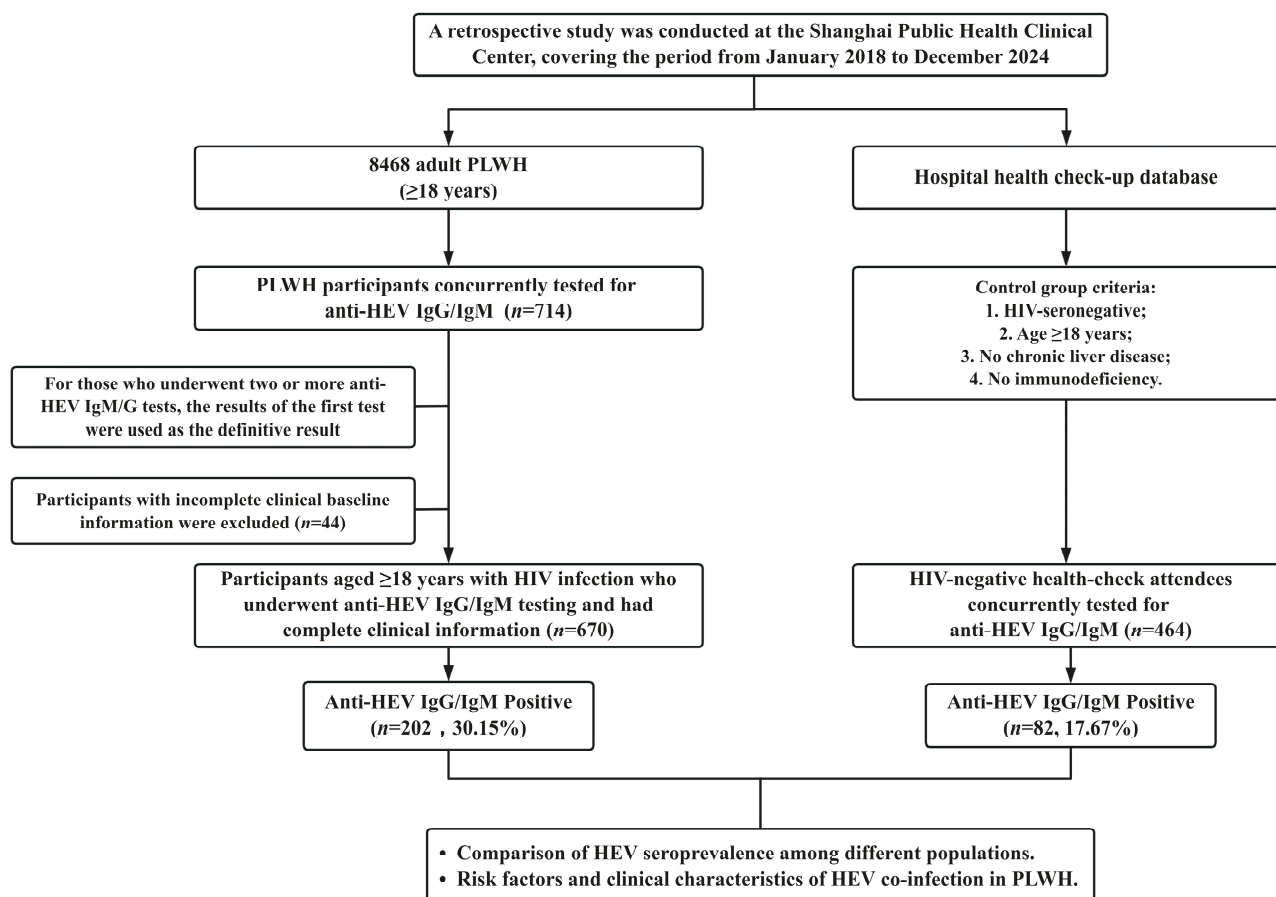 A retrospective study was conducted at the Shanghai Public Health Clinical
Center, covering the period from January 2018 to December 2024
8468 adult PLWH
(≥18 years)
Hospital health check-up database
PLWH participants concurrently tested for
anti-HEV IgG/IgM (n=714)
Control group criteria:
1. HIV-seronegative;
2. Age ≥18 years;
3. No chronic liver disease;
4. No immunodeficiency.
For those who underwent two or more anti-
HEV IgM/G tests, the results of the first test
were used as the definitive result
Participants with incomplete clinical baseline
information were excluded (n=44)
Participants aged ≥18 years with HIV infection who
underwent anti-HEV IgG/IgM testing and had
complete clinical information (n=670)
HIV-negative health-check attendees
concurrently tested for
anti-HEV IgG/IgM (n=464)
Anti-HEV IgG/IgM Positive
(n=202 , 30.15%)
Anti-HEV IgG/IgM Positive
(n=82, 17.67%)
• Comparison of HEV seroprevalence among different populations.
• Risk factors and clinical characteristics of HEV co-infection in PLWH.